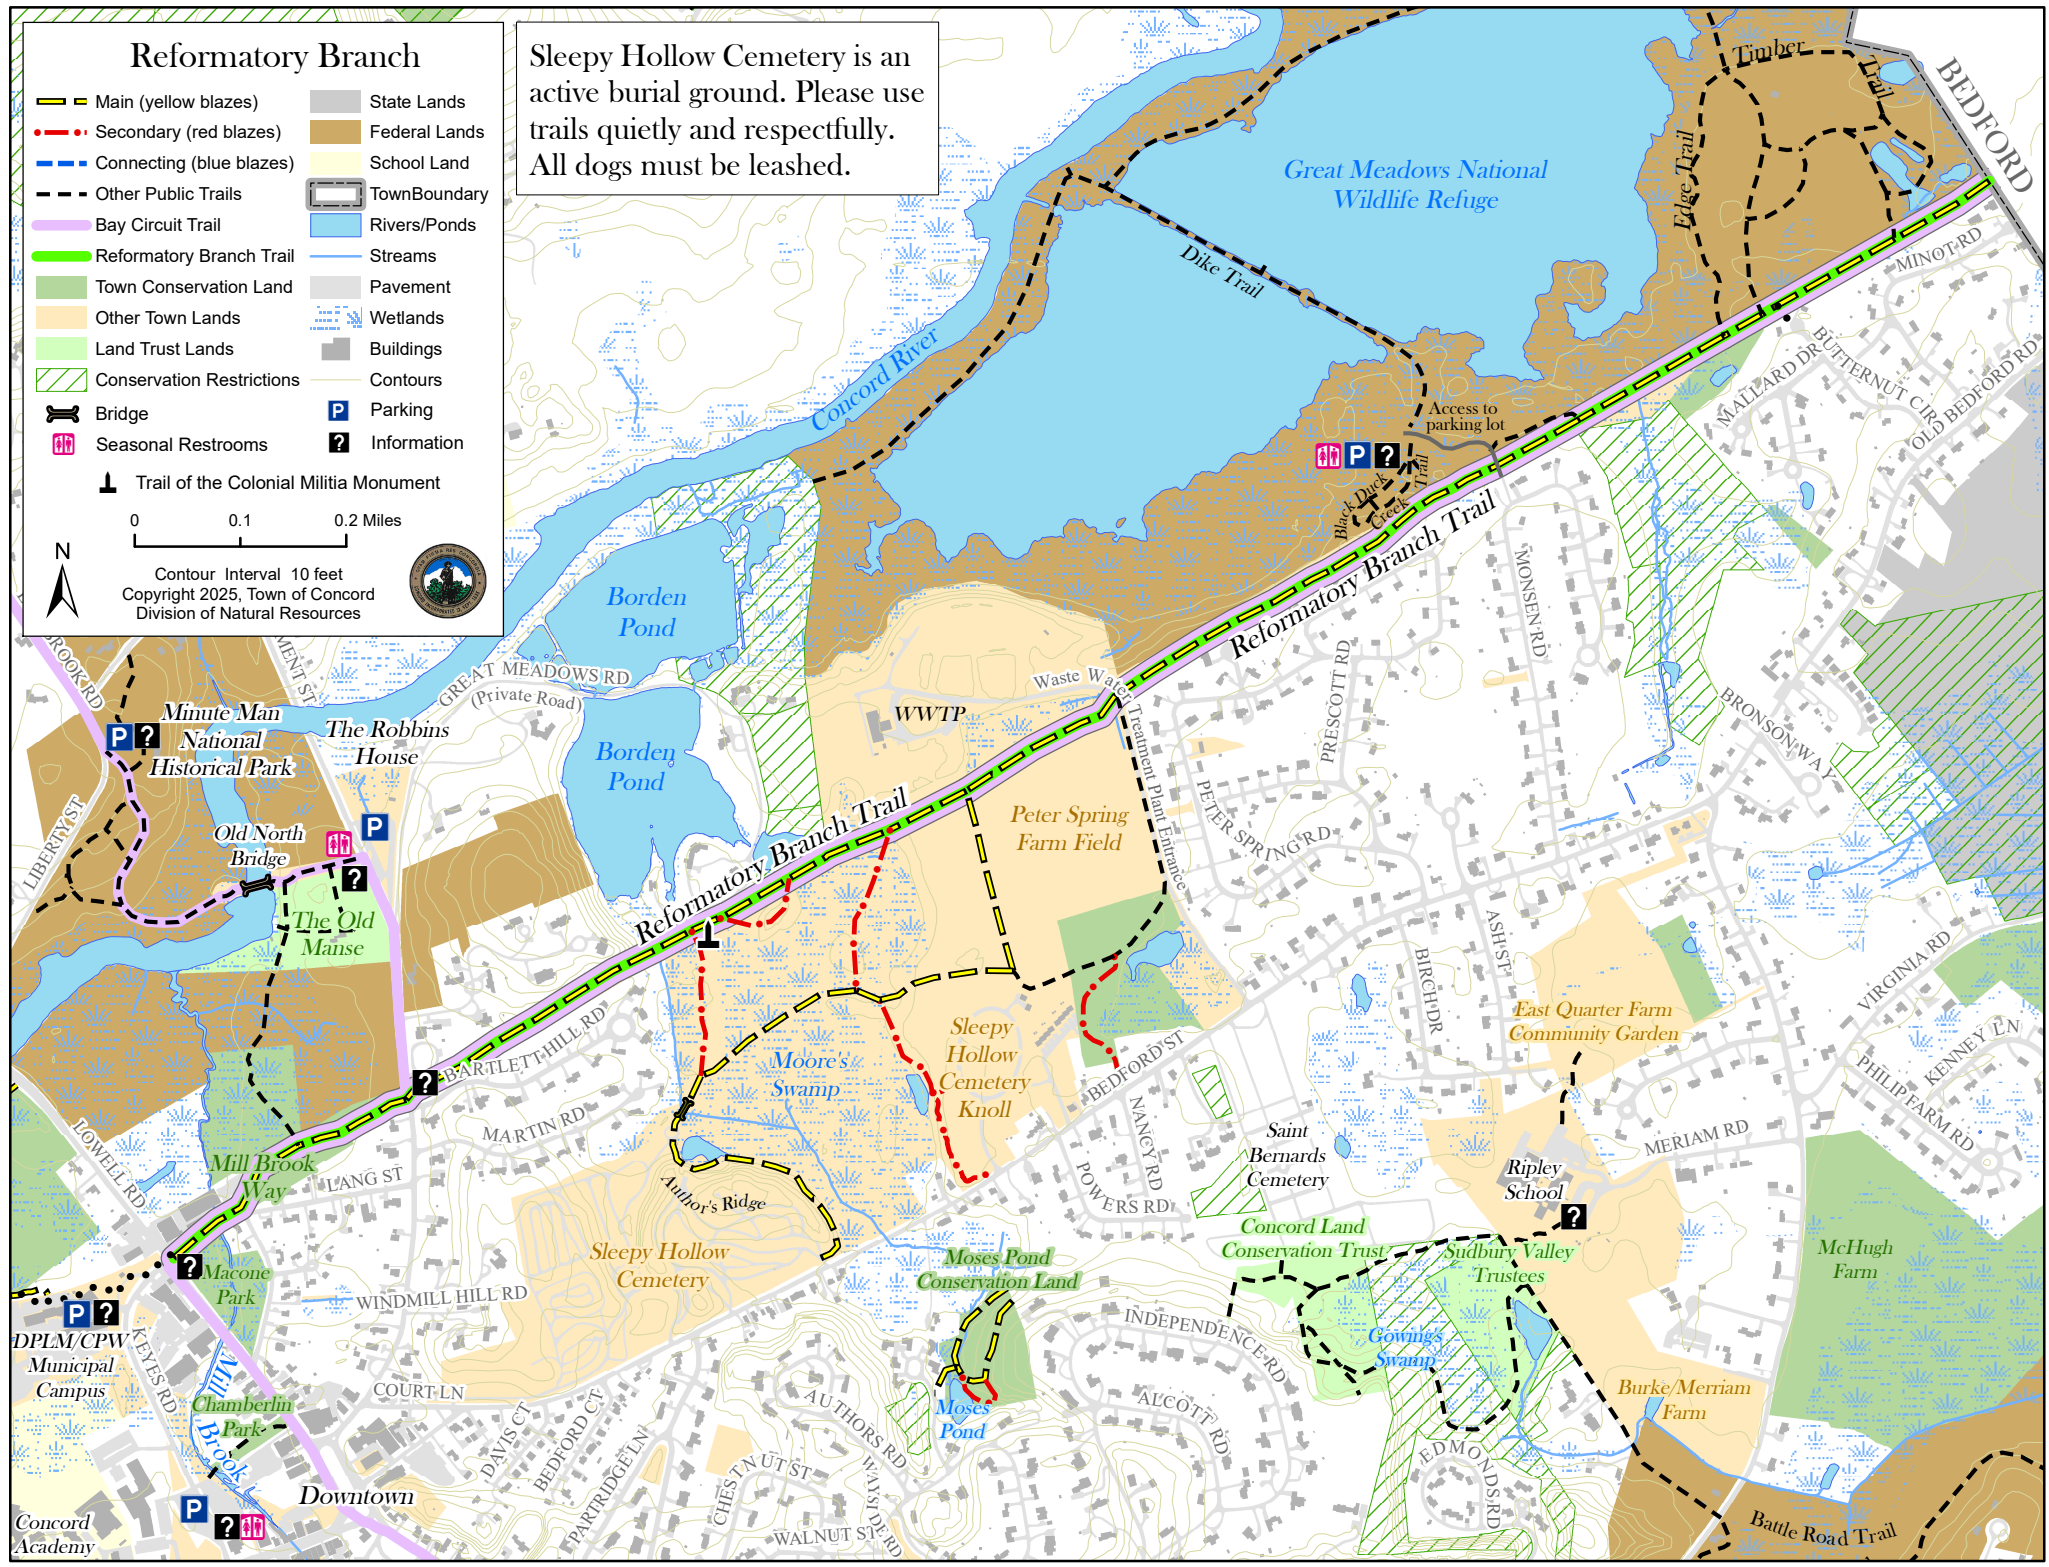 Reformatory Branch
Main (yellow blazes)
Secondary (red blazes)
Connecting (blue blazes)
Other Public Trails
Bay Circuit Trail
Reformatory Branch Trail
Town Conservation Land
Other Town Lands
Land Trust Lands
Conservation Restrictions
Bridge
Seasonal Restrooms
State Lands
Federal Lands
School Land
TownBoundary
Rivers/Ponds
Streams
Pavement
Wetlands
Buildings
Contours
P
Parking
?
Information
Trail of the Colonial Militia Monument
0 0.1 0.2 Miles
N
Contour Interval 10 feet
Copyright 2025, Town of Concord
Division of Natural Resources
Sleepy Hollow Cemetery is an
active burial ground. Please use
trails quietly and respectfully.
All dogs must be leashed.
Great Meadows National
Wildlife Refuge
Timber
Trail
Edge Trail
BEDFORD
MINOT RD
Dike Trail
Concord River
BUTTERNUT CIR
MALLARD DR
OLD BEDFORD RD
Access to
parking lot
P
?
Black Duck
Creek
Trail
Reformatory Branch Trail
MONSEN RD
PRESCOTT RD
BRONSON WAY
Borden
Pond
GREAT MEADOWS RD
(Private Road)
Borden
Pond
WWTP
Waste Water Treatment Plant Entrance
BROOK RD
MENT ST
P
?
Minute Man
National
Historical Park
The Robbins
House
P
LIBERTY ST
Old North
Bridge
?
The Old
Manse
Reformatory Branch Trail
Peter Spring
Farm Field
PETER SPRING RD
ASH ST
BIRCH DR
East Quarter Farm
Community Garden
VIRGINIA RD
KENNEY LN
PHILIP FARM RD
MERIAM RD
?
BARTLETT HILL RD
MARTIN RD
LANG ST
LOWELL RD
Mill Brook
Way
Moore's
Swamp
Sleepy
Hollow
Cemetery
Knoll
BEDFORD ST
NANCY RD
POWERS RD
Saint
Bernards
Cemetery
Ripley
School
?
Author's Ridge
Sleepy Hollow
Cemetery
Concord Land
Conservation Trust
Sudbury Valley
Trustees
McHugh
Farm
Moses Pond
Conservation Land
?
Macone
Park
P
?
DPLM/CPW
Municipal
Campus
KEYES RD
WINDMILL HILL RD
INDEPENDENCE RD
Gowing's
Swamp
Burke/Merriam
Farm
Mill Brook
COURT LN
Chamberlin
Park
DAVIS CT
BEDFORD CT
PARTRIDGE LN
AUTHORS RD
Moses
Pond
ALCOTT RD
EDMONDS RD
CHESTNUT ST
WAYSIDE RD
WALNUT ST
Downtown
P
?
Concord
Academy
Battle Road Trail